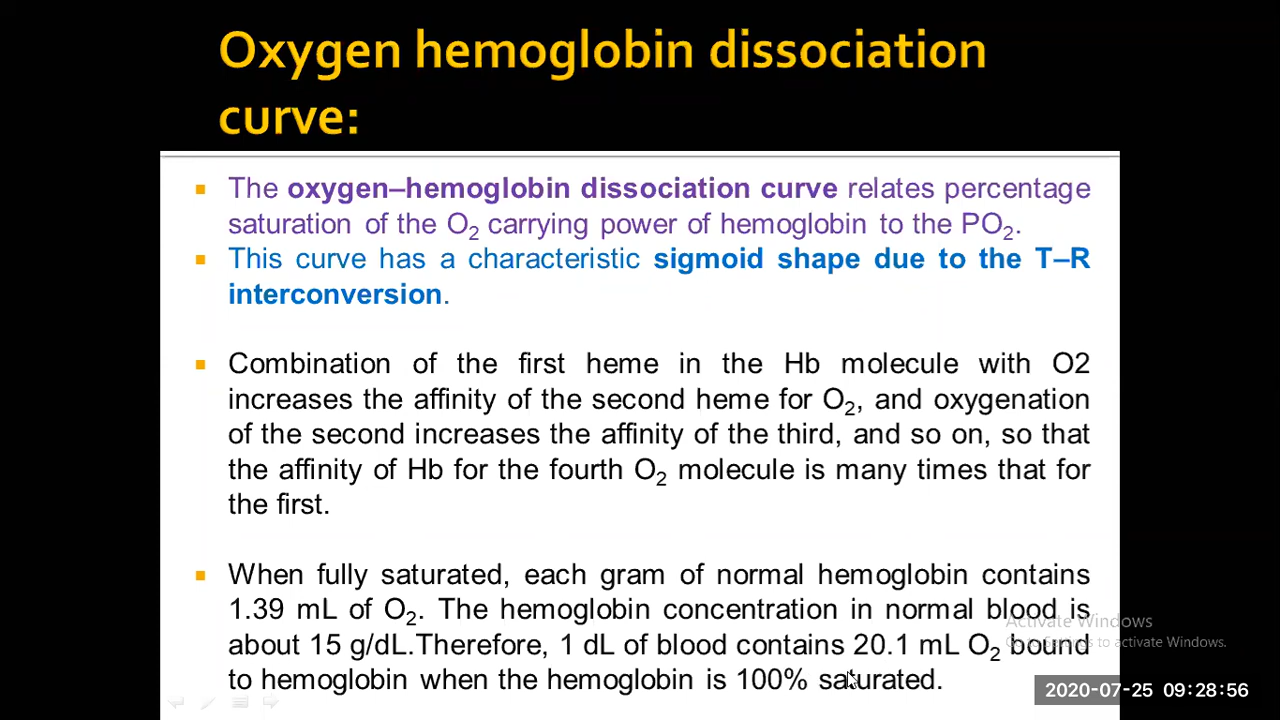 Oxygen hemoglobin dissociation
curve:
The oxygen–hemoglobin dissociation curve relates percentage
saturation of the O₂ carrying power of hemoglobin to the PO₂.
This curve has a characteristic sigmoid shape due to the T–R
interconversion.
Combination of the first heme in the Hb molecule with O2
increases the affinity of the second heme for O₂, and oxygenation
of the second increases the affinity of the third, and so on, so that
the affinity of Hb for the fourth O₂ molecule is many times that for
the first.
When fully saturated, each gram of normal hemoglobin contains
1.39 mL of O₂. The hemoglobin concentration in normal blood is
about 15 g/dL.Therefore, 1 dL of blood contains 20.1 mL O₂ bound
to hemoglobin when the hemoglobin is 100% saturated.
Activate Windows
Go to Settings to activate Windows.
2020-07-25 09:28:56